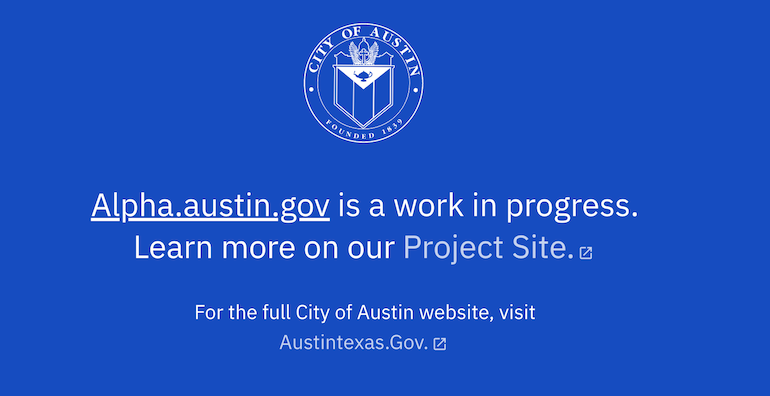 CITY OF AUSTIN
FOUNDED 1839
Alpha.austin.gov is a work in progress.
Learn more on our Project Site.
For the full City of Austin website, visit
Austintexas.Gov.